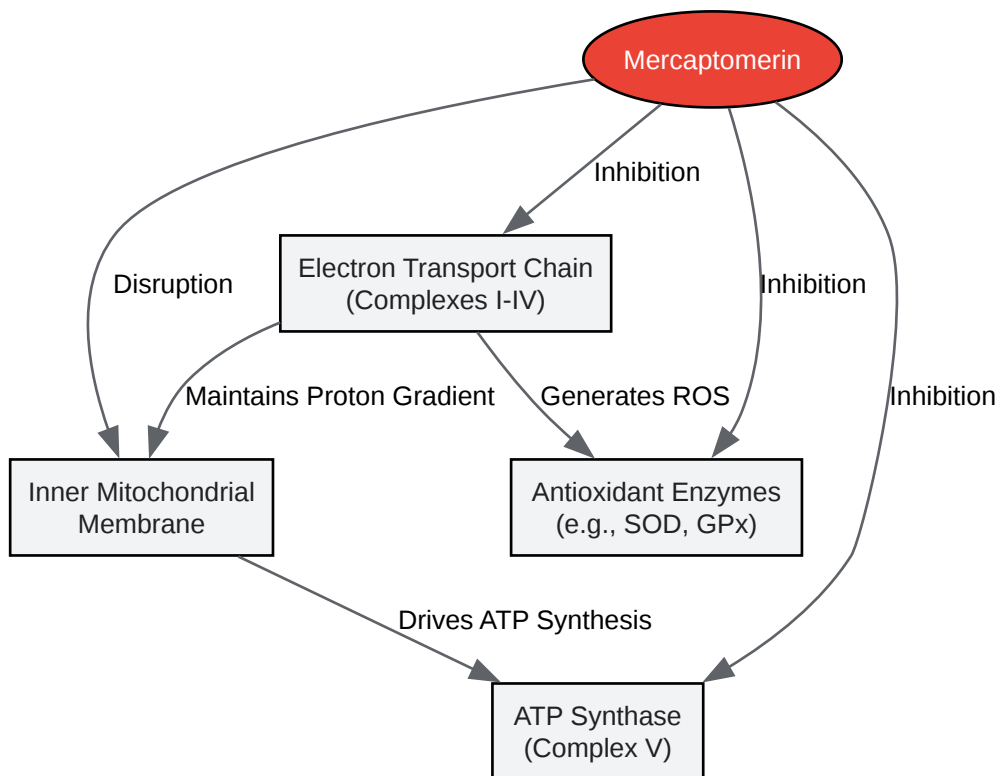 Mercaptomerin
Inhibition
Electron Transport Chain
(Complexes I-IV)
Disruption
Inhibition
Maintains Proton Gradient
Generates ROS
Inhibition
Inner Mitochondrial
Membrane
Antioxidant Enzymes
(e.g., SOD, GPx)
Drives ATP Synthesis
ATP Synthase
(Complex V)